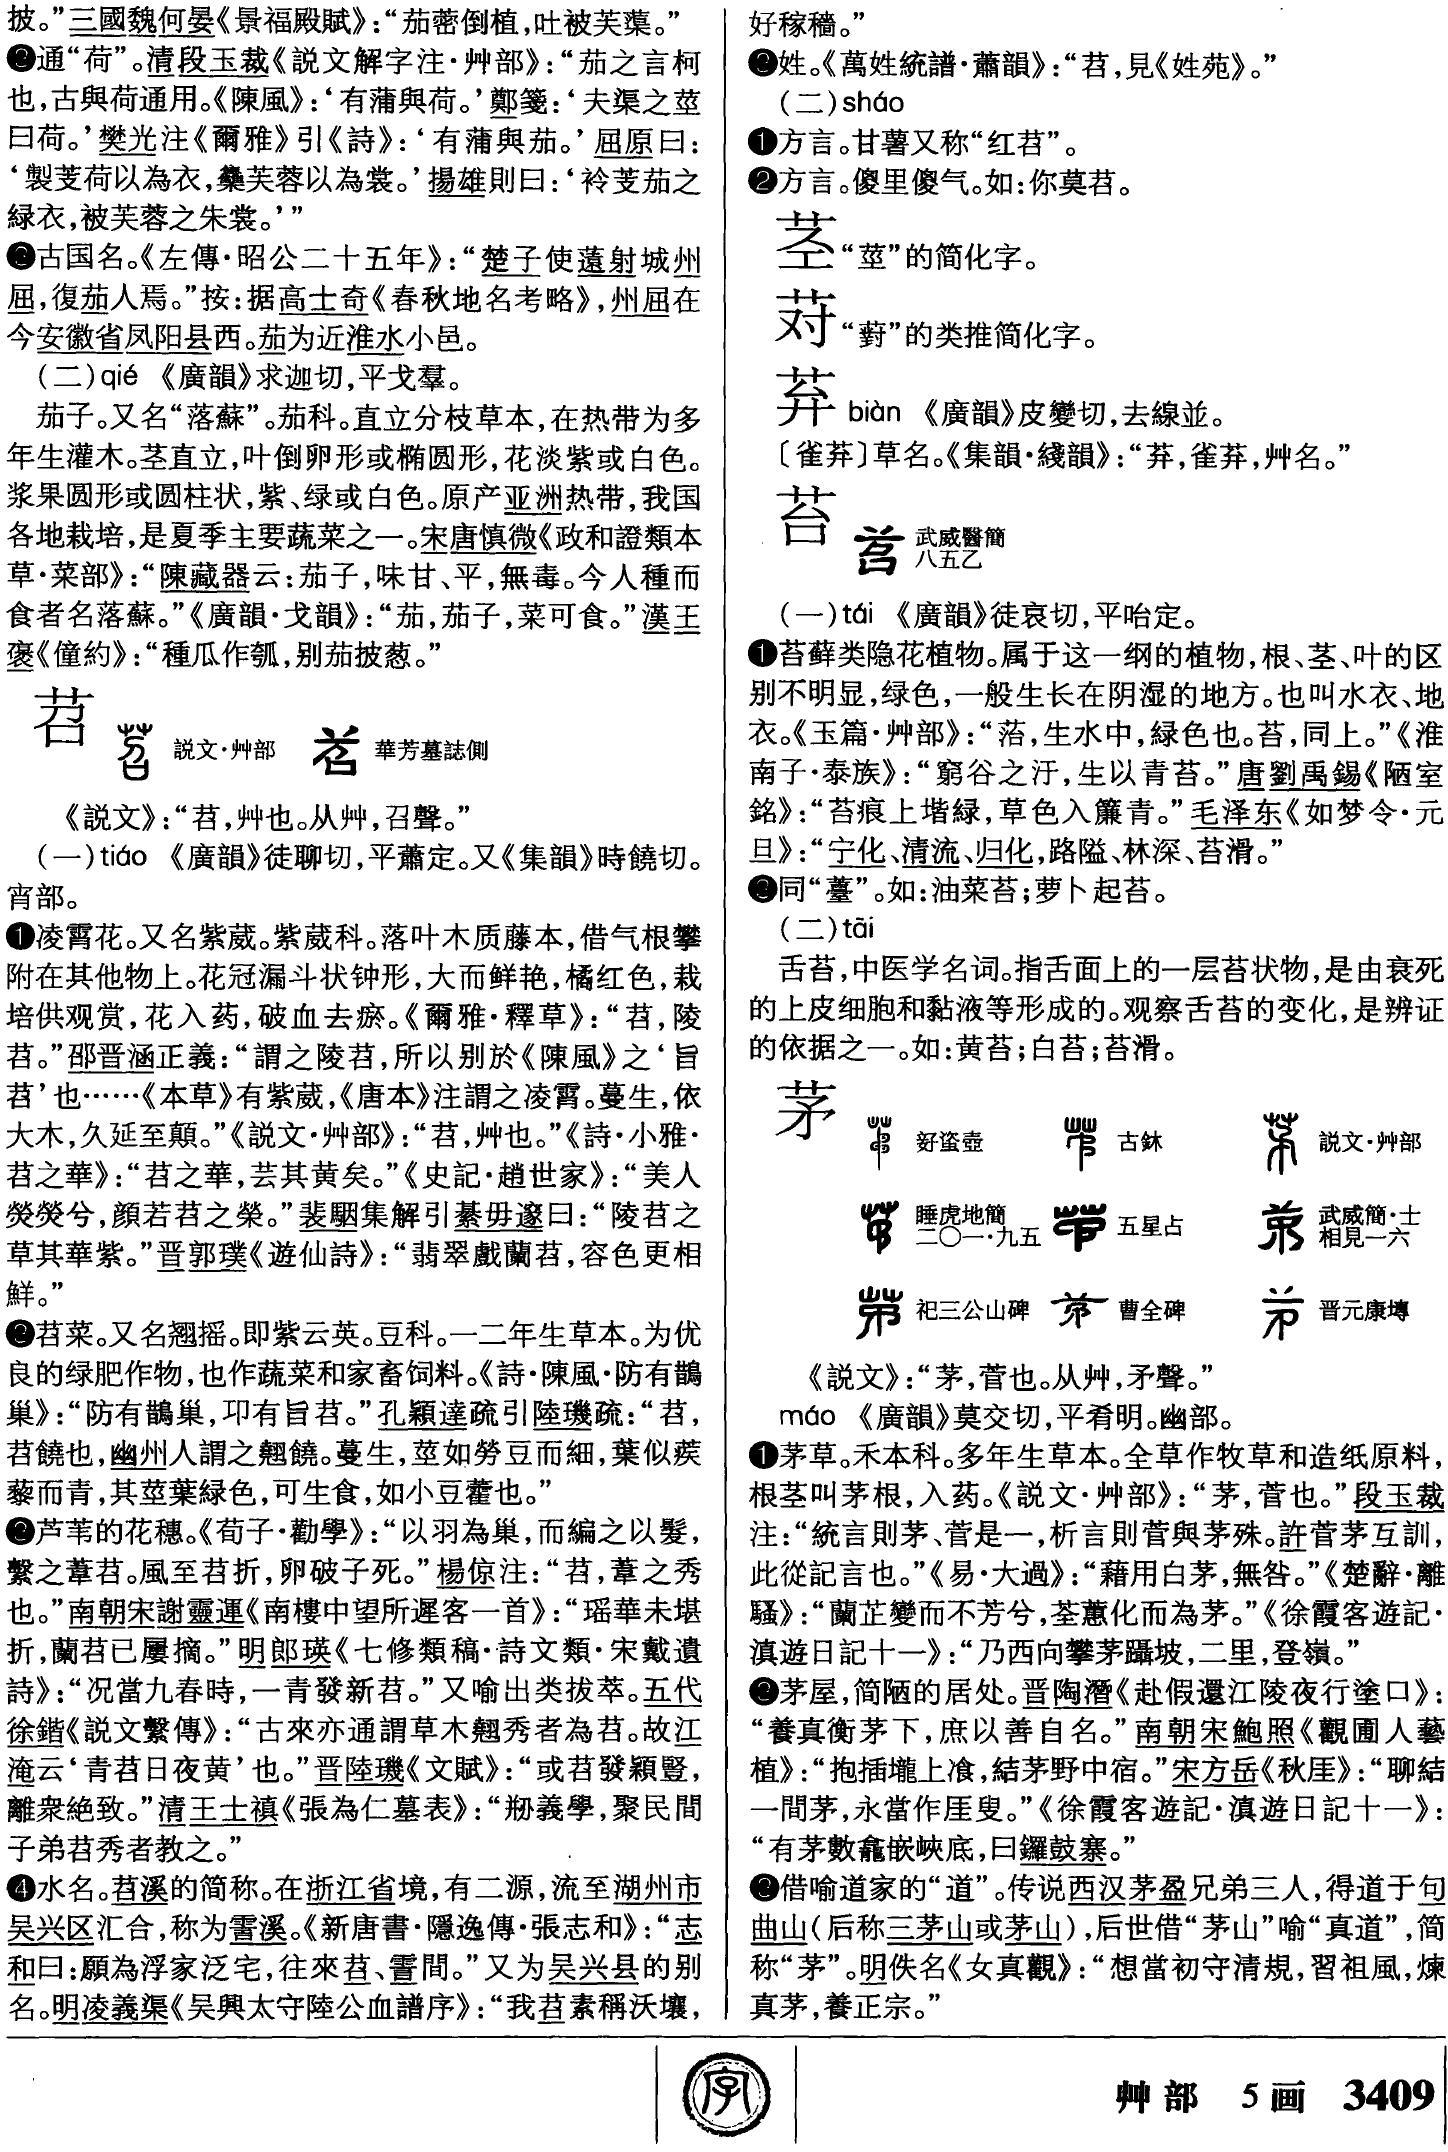 披。”三國魏何晏《景福殿賦》：“茄蔤倒植，吐被芙蕖。”
❷通“荷”。清段玉裁《説文解字注·艸部》：“茄之言柯
也，古與荷通用。《陳風》：‘有蒲與荷。’鄭箋：‘夫渠之莖
曰荷。’樊光注《爾雅》引《詩》：‘有蒲與茄。’屈原曰：
‘製芰荷以為衣，雧芙蓉以為裳。’揚雄則曰：‘衿芰茄之
緑衣，被芙蓉之朱裳。’”
❸古国名。《左傳·昭公二十五年》：“楚子使薳射城州
屈，復茄人焉。”按：据高士奇《春秋地名考略》，州屈在
今安徽省凤阳县西。茄为近淮水小邑。
（二）qié　《廣韻》求迦切，平戈羣。
茄子。又名“落蘇”。茄科。直立分枝草本，在热带为多
年生灌木。茎直立，叶倒卵形或椭圆形，花淡紫或白色。
浆果圆形或圆柱状，紫、绿或白色。原产亚洲热带，我国
各地栽培，是夏季主要蔬菜之一。宋唐慎微《政和證類本
草·菜部》：“陳藏器云：茄子，味甘、平，無毒。今人種而
食者名落蘇。”《廣韻·戈韻》：“茄，茄子，菜可食。”漢王
褒《僮約》：“種瓜作瓠，别茄披葱。”
苕　説文·艸部　華芳墓誌側
《説文》：“苕，艸也。从艸，召聲。”
（一）tiáo　《廣韻》徒聊切，平蕭定。又《集韻》時饒切。
宵部。
❶凌霄花。又名紫葳。紫葳科。落叶木质藤本，借气根攀
附在其他物上。花冠漏斗状钟形，大而鲜艳，橘红色，栽
培供观赏，花入药，破血去瘀。《爾雅·釋草》：“苕，陵
苕。”邵晋涵正義：“謂之陵苕，所以别於《陳風》之‘旨
苕’也……《本草》有紫葳，《唐本》注謂之凌霄。蔓生，依
大木，久延至顛。”《説文·艸部》：“苕，艸也。”《詩·小雅·
苕之華》：“苕之華，芸其黄矣。”《史記·趙世家》：“美人
熒熒兮，顔若苕之榮。”裴駰集解引綦毋邃曰：“陵苕之
草其華紫。”晋郭璞《遊仙詩》：“翡翠戲蘭苕，容色更相
鮮。”
❷苕菜。又名翘摇。即紫云英。豆科。一二年生草本。为优
良的绿肥作物，也作蔬菜和家畜饲料。《詩·陳風·防有鵲
巢》：“防有鵲巢，邛有旨苕。”孔穎達疏引陸璣疏：“苕，
苕饒也，幽州人謂之翹饒。蔓生，莖如勞豆而細，葉似蒺
藜而青，其莖葉緑色，可生食，如小豆藿也。”
❸芦苇的花穗。《荀子·勸學》：“以羽為巢，而編之以髮，
繫之葦苕。風至苕折，卵破子死。”楊倞注：“苕，葦之秀
也。”南朝宋謝靈運《南樓中望所遲客一首》：“瑶華未堪
折，蘭苕已屢摘。”明郎瑛《七修類稿·詩文類·宋戴遺
詩》：“况當九春時，一青發新苕。”又喻出类拔萃。五代
徐鍇《説文繫傳》：“古來亦通謂草木翹秀者為苕。故江
淹云‘青苕日夜黄’也。”晋陸璣《文賦》：“或苕發穎豎，
離衆絶致。”清王士禛《張為仁墓表》：“刱義學，聚民間
子弟苕秀者教之。”
❹水名。苕溪的简称。在浙江省境，有二源，流至湖州市
吴兴区汇合，称为霅溪。《新唐書·隱逸傳·張志和》：“志
和曰：願為浮家泛宅，往來苕、霅間。”又为吴兴县的别
名。明凌義渠《吴興太守陸公血譜序》：“我苕素稱沃壤，
好稼穡。”
❺姓。《萬姓統譜·蕭韻》：“苕，見《姓苑》。”
（二）sháo
❶方言。甘薯又称“红苕”。
❷方言。傻里傻气。如：你莫苕。
茎　“莖”的简化字。
荮　“葤”的类推简化字。
䒪　biàn　《廣韻》皮變切，去線並。
〔雀䒪〕草名。《集韻·綫韻》：“䒪，雀䒪，艸名。”
苔　武威醫簡
八五乙
（一）tái　《廣韻》徒哀切，平咍定。
❶苔藓类隐花植物。属于这一纲的植物，根、茎、叶的区
别不明显，绿色，一般生长在阴湿的地方。也叫水衣、地
衣。《玉篇·艸部》：“菭，生水中，緑色也。苔，同上。”《淮
南子·泰族》：“窮谷之汙，生以青苔。”唐劉禹錫《陋室
銘》：“苔痕上堦緑，草色入簾青。”毛泽东《如梦令·元
旦》：“宁化、清流、归化，路隘、林深、苔滑。”
❷同“薹”。如：油菜苔；萝卜起苔。
（二）tāi
舌苔，中医学名词。指舌面上的一层苔状物，是由衰死
的上皮细胞和黏液等形成的。观察舌苔的变化，是辨证
的依据之一。如：黄苔；白苔；苔滑。
茅　好蚉壺　古鉨　説文·艸部
睡虎地簡
二〇一·九五　五星占　武威簡·士
相見一六
祀三公山碑　曹全碑　晋元康塼
《説文》：“茅，菅也。从艸，矛聲。”
máo　《廣韻》莫交切，平肴明。幽部。
❶茅草。禾本科。多年生草本。全草作牧草和造纸原料，
根茎叫茅根，入药。《説文·艸部》：“茅，菅也。”段玉裁
注：“統言則茅、菅是一，析言則菅與茅殊。許菅茅互訓，
此從記言也。”《易·大過》：“藉用白茅，無咎。”《楚辭·離
騷》：“蘭芷變而不芳兮，荃蕙化而為茅。”《徐霞客遊記·
滇遊日記十一》：“乃西向攀茅躡坡，二里，登嶺。”
❷茅屋，简陋的居处。晋陶潛《赴假還江陵夜行塗口》：
“養真衡茅下，庶以善自名。”南朝宋鮑照《觀圃人藝
植》：“抱插壠上飡，結茅野中宿。”宋方岳《秋厓》：“聊結
一間茅，永當作厓叟。”《徐霞客遊記·滇遊日記十一》：
“有茅數龕嵌峽底，曰鑼鼓寨。”
❸借喻道家的“道”。传说西汉茅盈兄弟三人，得道于句
曲山（后称三茅山或茅山），后世借“茅山”喻“真道”，简
称“茅”。明佚名《女真觀》：“想當初守清規，習祖風，煉
真茅，養正宗。”
字
艸部　5画　3409